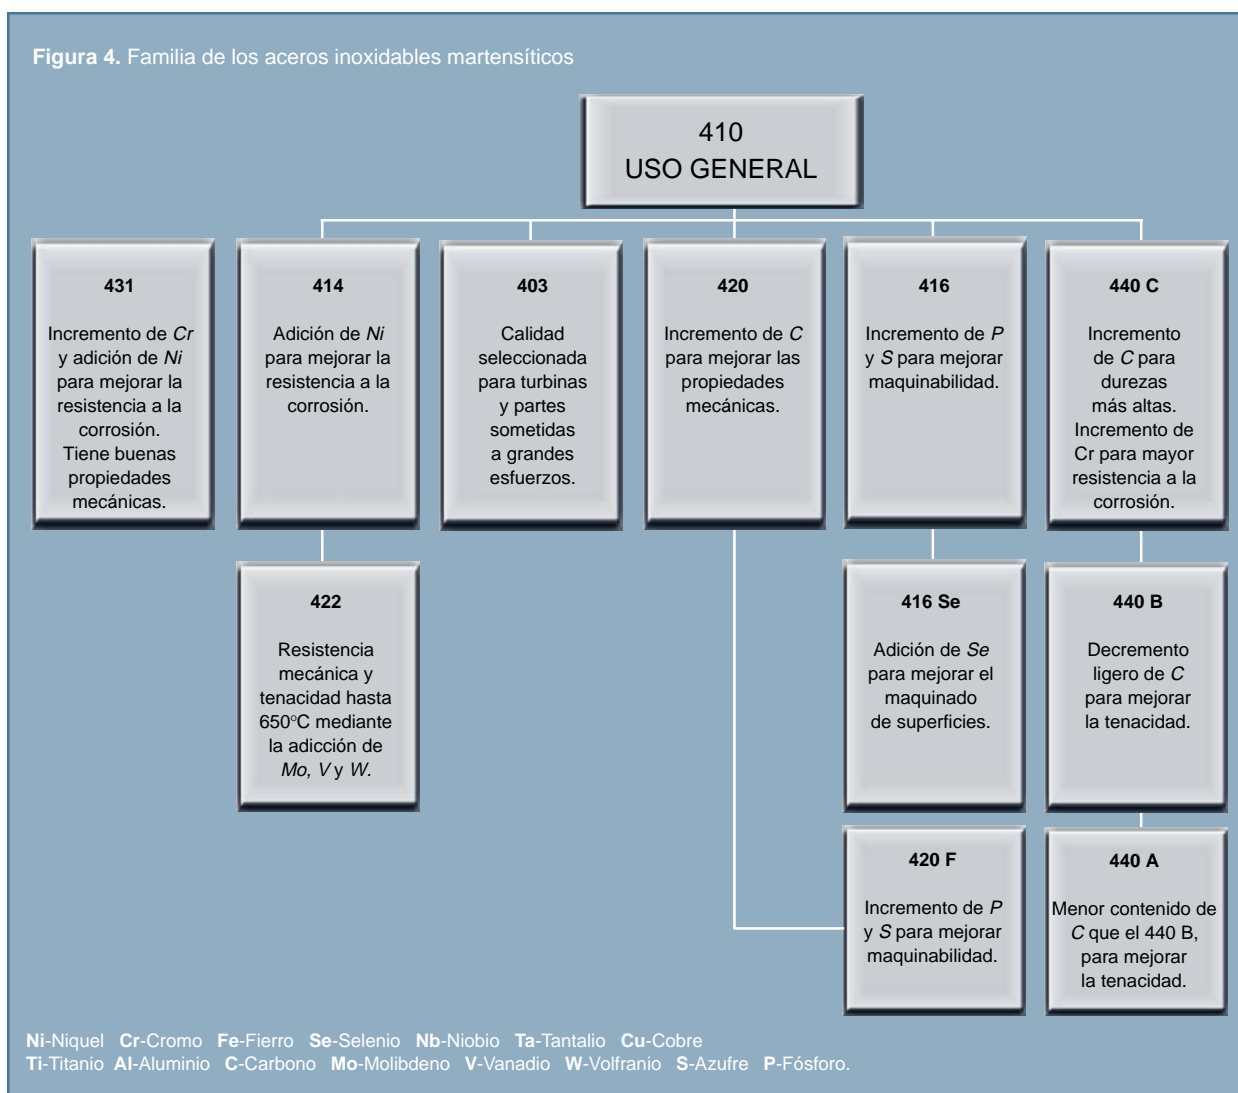 Figura 4. Familia de los aceros inoxidables martensíticos
410
USO GENERAL
431
Incremento de Cr
y adición de Ni
para mejorar la
resistencia a la
corrosión.
Tiene buenas
propiedades
mecánicas.
414
Adición de Ni
para mejorar la
resistencia a la
corrosión.
403
Calidad
seleccionada
para turbinas
y partes
sometidas
a grandes
esfuerzos.
420
Incremento de C
para mejorar las
propiedades
mecánicas.
416
Incremento de P
y S para mejorar
maquinabilidad.
440 C
Incremento
de C para
durezas
más altas.
Incremento de
Cr para mayor
resistencia a la
corrosión.
422
Resistencia
mecánica y
tenacidad hasta
650°C mediante
la adicción de
Mo, V y W.
416 Se
Adición de Se
para mejorar el
maquinado
de superficies.
440 B
Decremento
ligero de C
para mejorar
la tenacidad.
420 F
Incremento de P
y S para mejorar
maquinabilidad.
440 A
Menor contenido de
C que el 440 B,
para mejorar
la tenacidad.
Ni-Niquel Cr-Cromo Fe-Fierro Se-Selenio Nb-Niobio Ta-Tantalio Cu-Cobre
Ti-Titanio Al-Aluminio C-Carbono Mo-Molibdeno V-Vanadio W-Volfranio S-Azufre P-Fósforo.